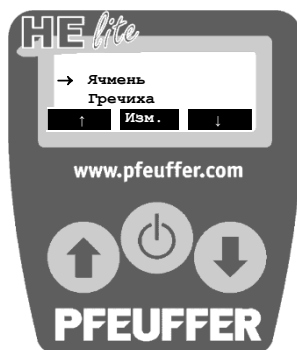 HE lite
→ Ячмень
Гречиха
↑ Изм. ↓
www.pfeuffer.com
PFEUFFER